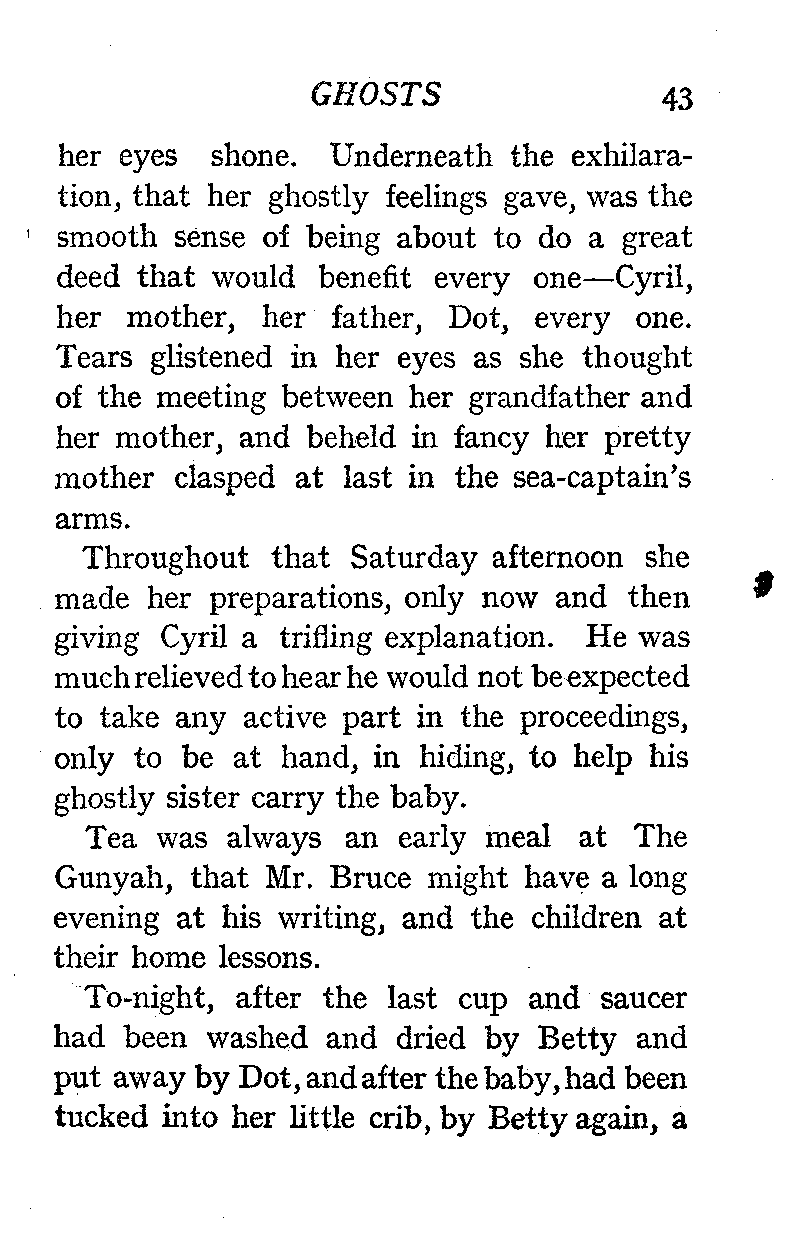 GHOSTS 43
her eyes shone. Underneath the exhilara-
tion, that her ghostly feelings gave, was the
smooth sense of being about to do a great
deed that would benefit every one—Cyril,
her mother, her father, Dot, every one.
Tears glistened in her eyes as she thought
of the meeting between her grandfather and
her mother, and beheld in fancy her pretty
mother clasped at last in the sea-captain's
arms.
Throughout that Saturday afternoon she
made her preparations, only now and then
giving Cyril a trifling explanation. He was
much relieved to hear he would not be expected
to take any active part in the proceedings,
only to be at hand, in hiding, to help his
ghostly sister carry the baby.
Tea was always an early meal at The
Gunyah, that Mr. Bruce might have a long
evening at his writing, and the children at
their home lessons.
To-night, after the last cup and saucer
had been washed and dried by Betty and
put away by Dot, and after the baby, had been
tucked into her little crib, by Betty again, a